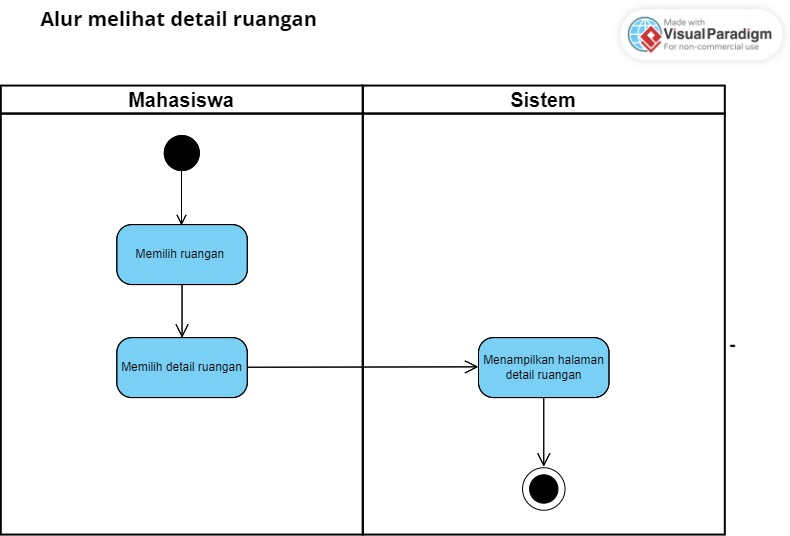 Alur melihat detail ruangan
Made with
Visual Paradigm
For non-commercial use
Mahasiswa
Sistem
Memilih ruangan
Memilih detail ruangan
Menampilkan halaman
detail ruangan
-